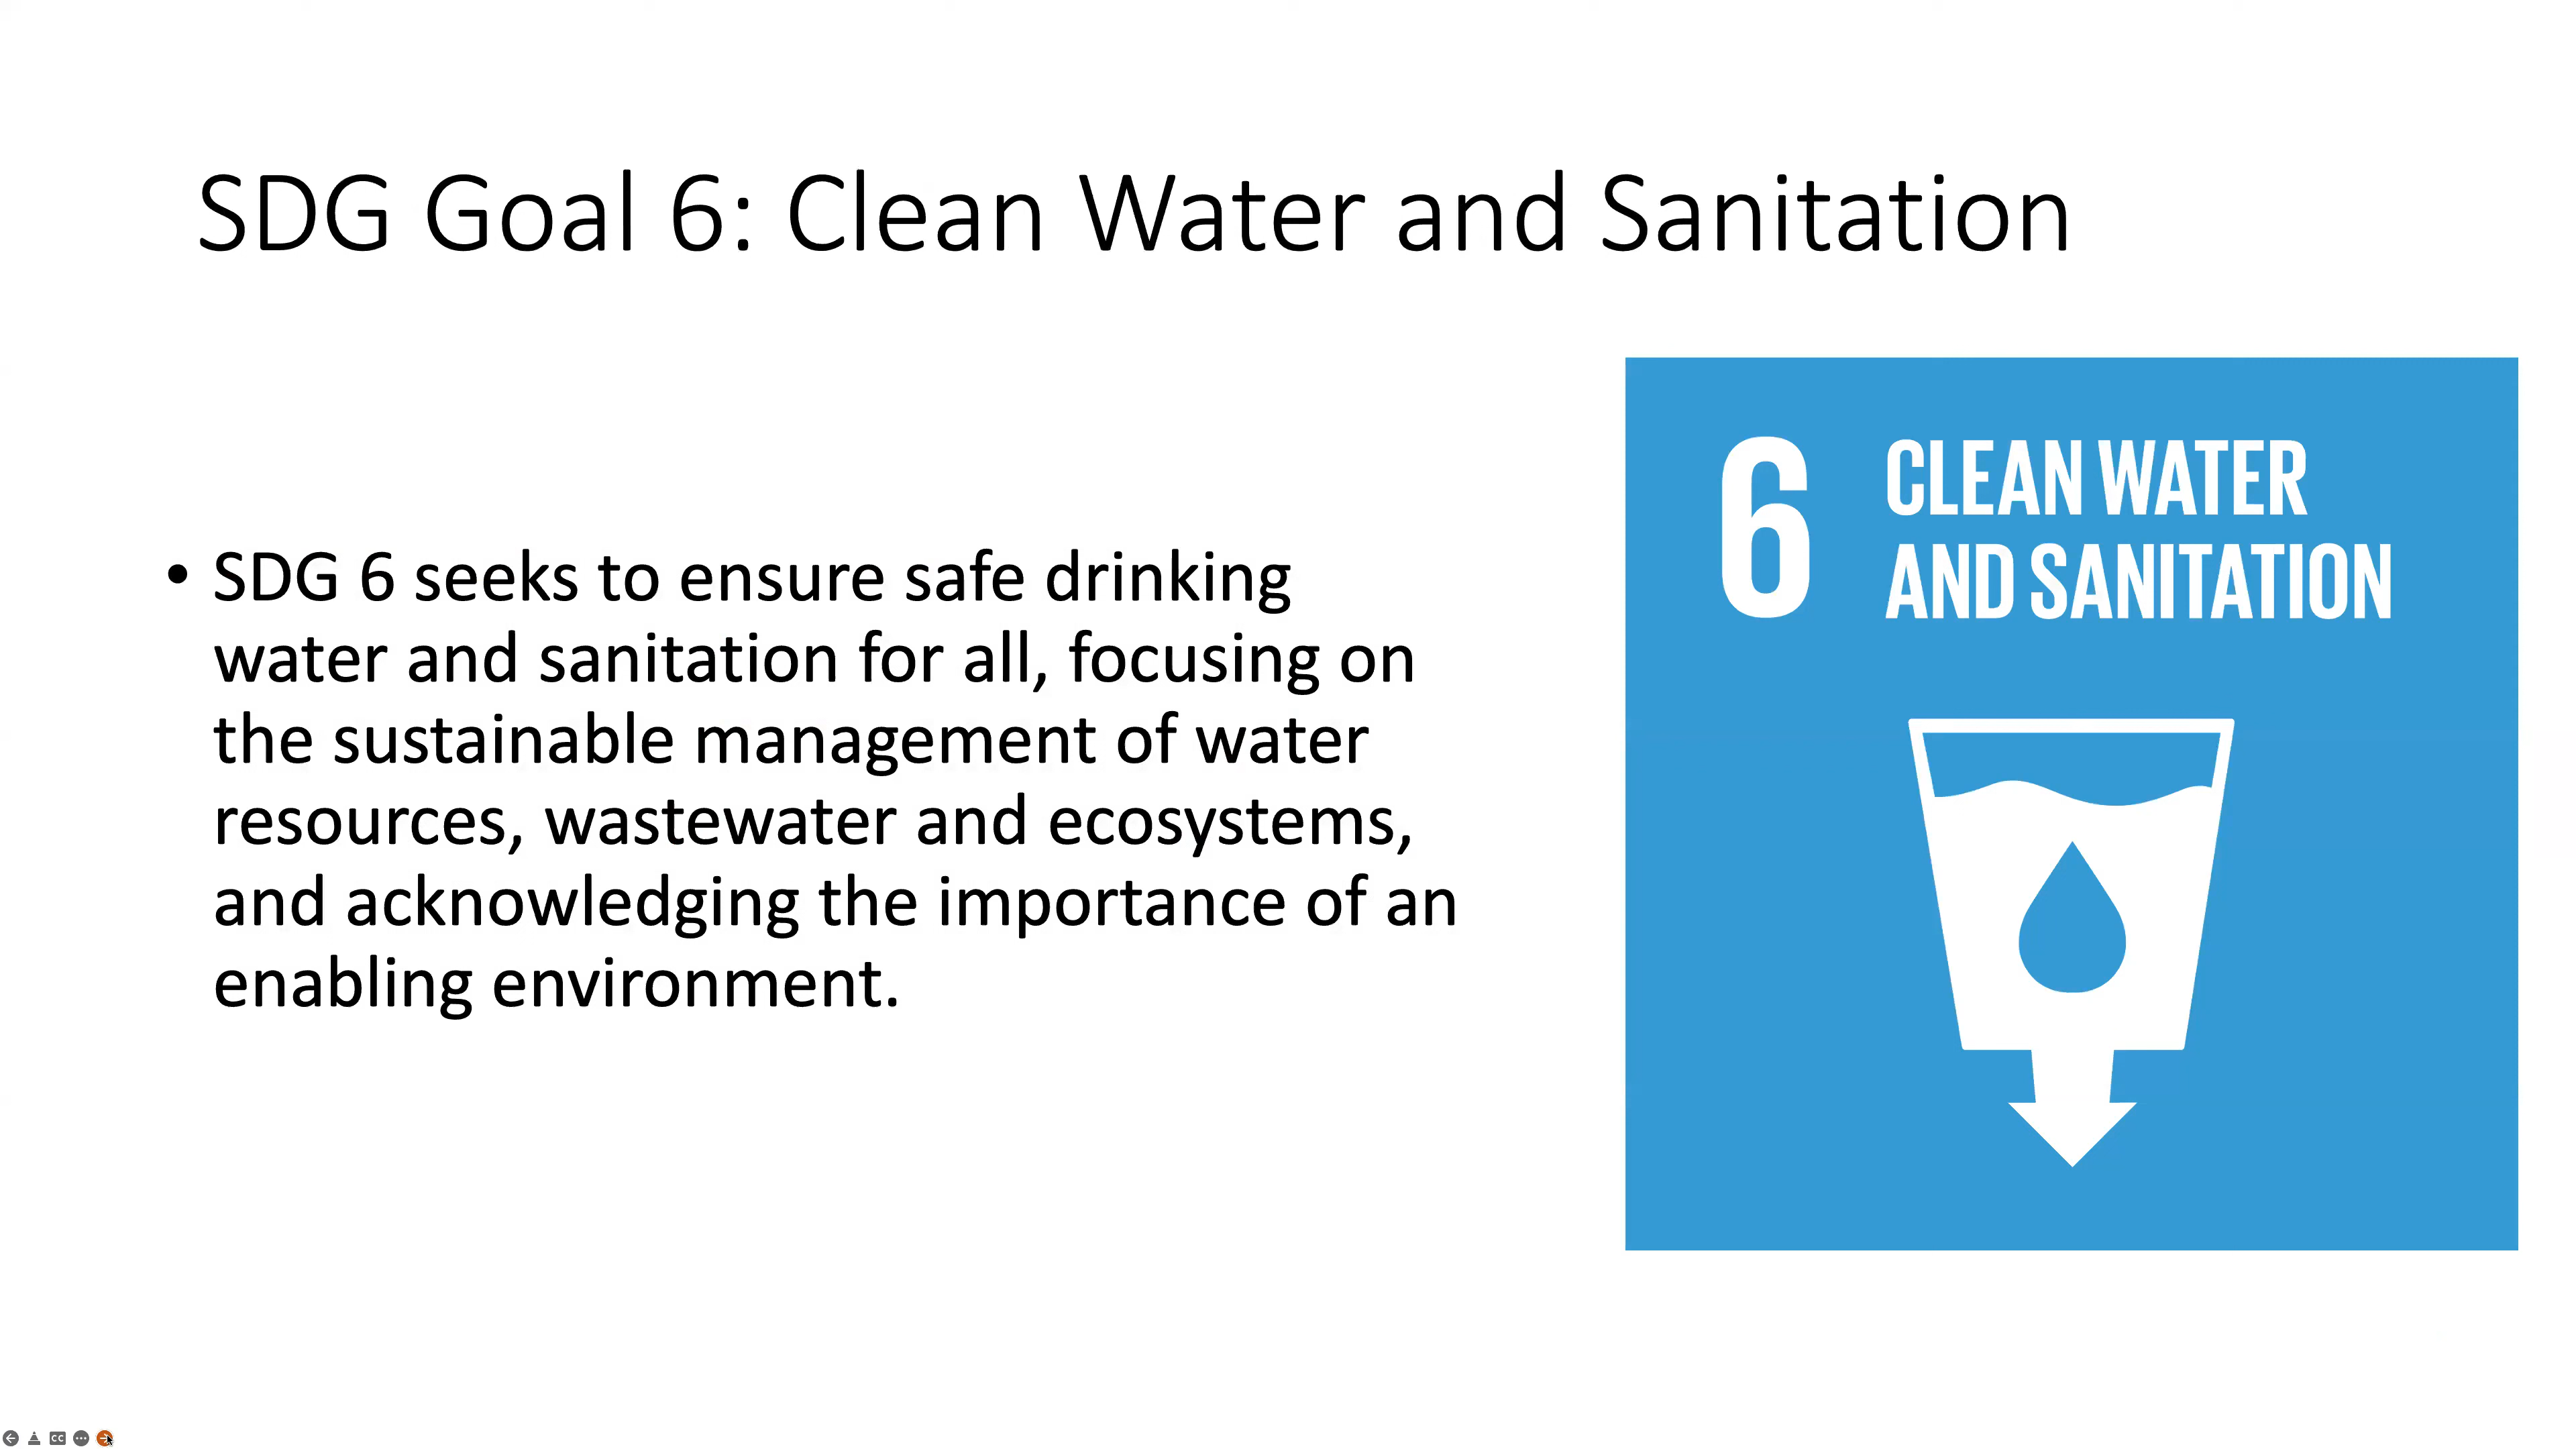 SDG Goal 6: Clean Water and Sanitation
• SDG 6 seeks to ensure safe drinking
water and sanitation for all, focusing on
the sustainable management of water
resources, wastewater and ecosystems,
and acknowledging the importance of an
enabling environment.
6 CLEAN WATER
AND SANITATION
CC